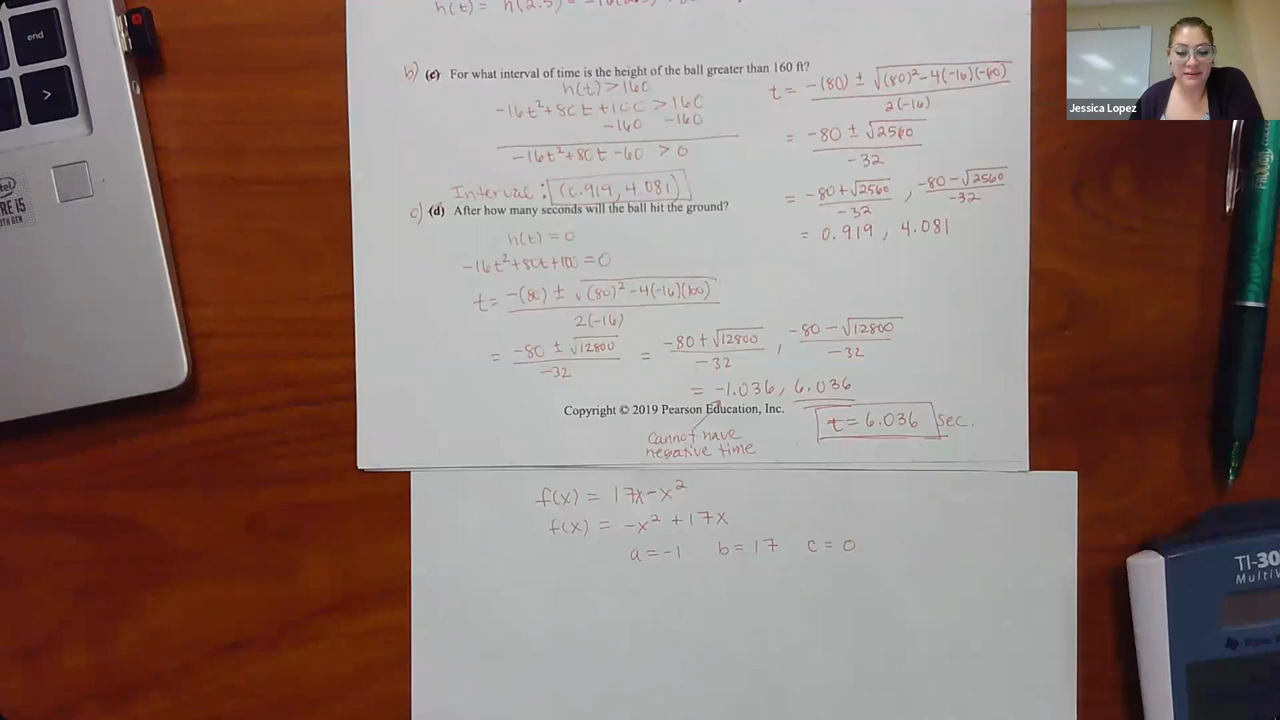 h(t) = h(2.5) =
end
>
b) (c) For what interval of time is the height of the ball greater than 160 ft?
h(t) > 160
-16t²+80t+100 > 160
-160 -160
-16t²+80t-60 > 0
Interval: (0.919, 4.081)
t = -(80) ± √(80)²-4(-16)(-60)
2(-16)
= -80 ± √2560
-32
= -80+√2560 , -80-√2560
-32 -32
= 0.919, 4.081
c) (d) After how many seconds will the ball hit the ground?
h(t) = 0
-16t²+80t+100 = 0
t = -(80) ± √(80)²-4(-16)(100)
2(-16)
= -80 ± √12800 = -80+√12800 , -80-√12800
-32 -32 -32
= -1.036, 6.036
Copyright © 2019 Pearson Education, Inc.
Cannot have
negative time
t = 6.036 sec.
f(x) = 17x-x²
f(x) = -x²+17x
a=-1 b=17 c=0
Jessica Lopez
TI-30